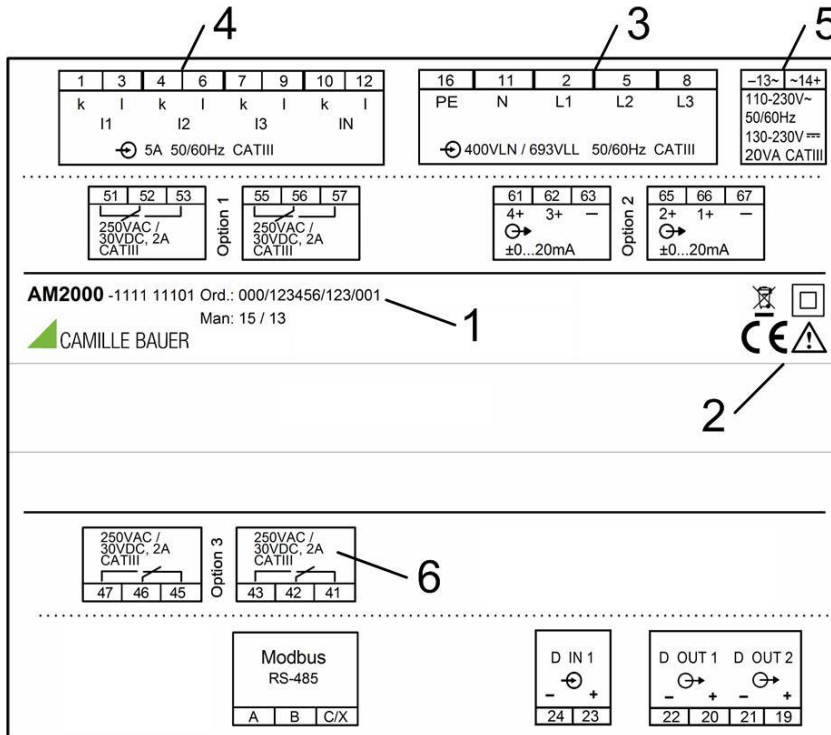 4 3 5
1 3 4 6 7 9 10 12
k l k l k l k l
I1 I2 I3 IN
5A 50/60Hz CATIII
16 11 2 5 8
PE N L1 L2 L3
400VLN / 693VLL 50/60Hz CATIII
–13~ ~14+
110-230V~
50/60Hz
130-230V
20VA CATIII
51 52 53
250VAC /
30VDC, 2A
CATIII
Option 1
55 56 57
250VAC /
30VDC, 2A
CATIII
61 62 63
4+ 3+ –
±0...20mA
Option 2
65 66 67
2+ 1+ –
±0...20mA
AM2000 -1111 11101 Ord.: 000/123456/123/001
Man: 15 / 13
CAMILLE BAUER
1
CE
2
250VAC /
30VDC, 2A
CATIII
47 46 45
Option 3
250VAC /
30VDC, 2A
CATIII
43 42 41
6
Modbus
RS-485
A B C/X
D IN 1
– +
24 23
D OUT 1 D OUT 2
– + – +
22 20 21 19